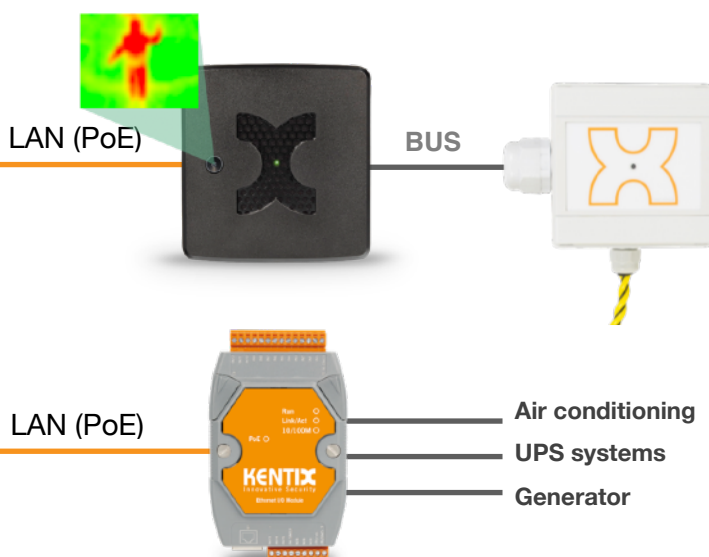 LAN (PoE)
BUS
LAN (PoE)
Run
Link/Act
10/100M
PoE
KENTIX
Innovative Security
Ethernet I/O Module
Air conditioning
UPS systems
Generator